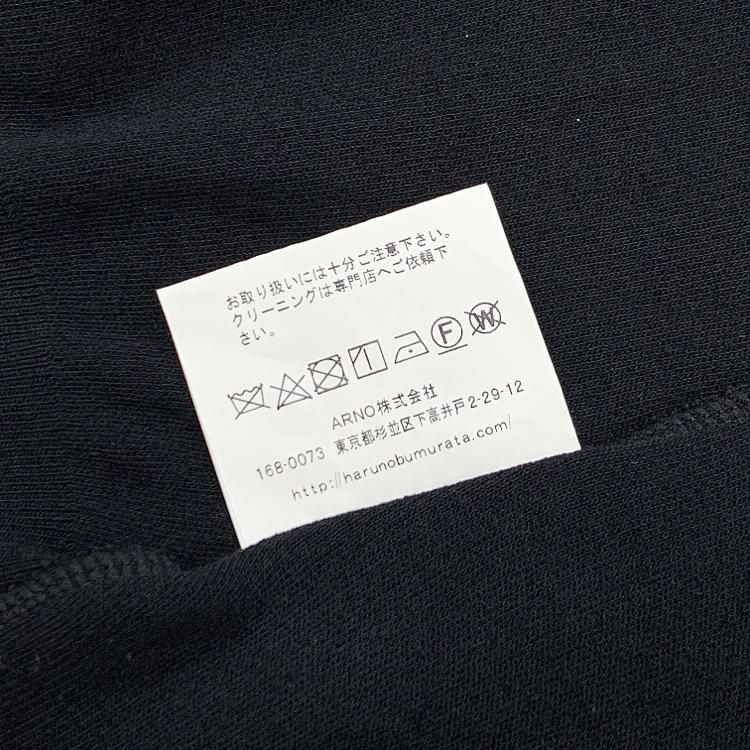 お取り扱いには十分ご注意下さい。
クリーニングは専門店へご依頼下
さい。
F W
ARNO株式会社
168-0073 東京都杉並区下高井戸2-29-12
http://harunobumurata.com/